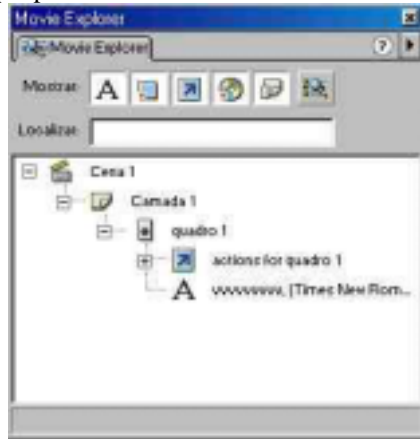 Movie Explorer
Movie Explorer
?
Mostrar: A
Localizar:
Cena 1
Camada 1
quadro 1
actions for quadro 1
A (Times New Rom...